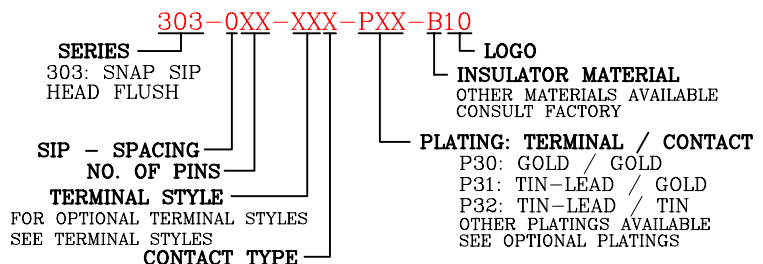 303-0XX-XXX-PXX-B10
SERIES
303: SNAP SIP
HEAD FLUSH
LOGO
INSULATOR MATERIAL
OTHER MATERIALS AVAILABLE
CONSULT FACTORY
SIP - SPACING
NO. OF PINS
TERMINAL STYLE
FOR OPTIONAL TERMINAL STYLES
SEE TERMINAL STYLES
CONTACT TYPE
PLATING: TERMINAL / CONTACT
P30: GOLD / GOLD
P31: TIN-LEAD / GOLD
P32: TIN-LEAD / TIN
OTHER PLATINGS AVAILABLE
SEE OPTIONAL PLATINGS